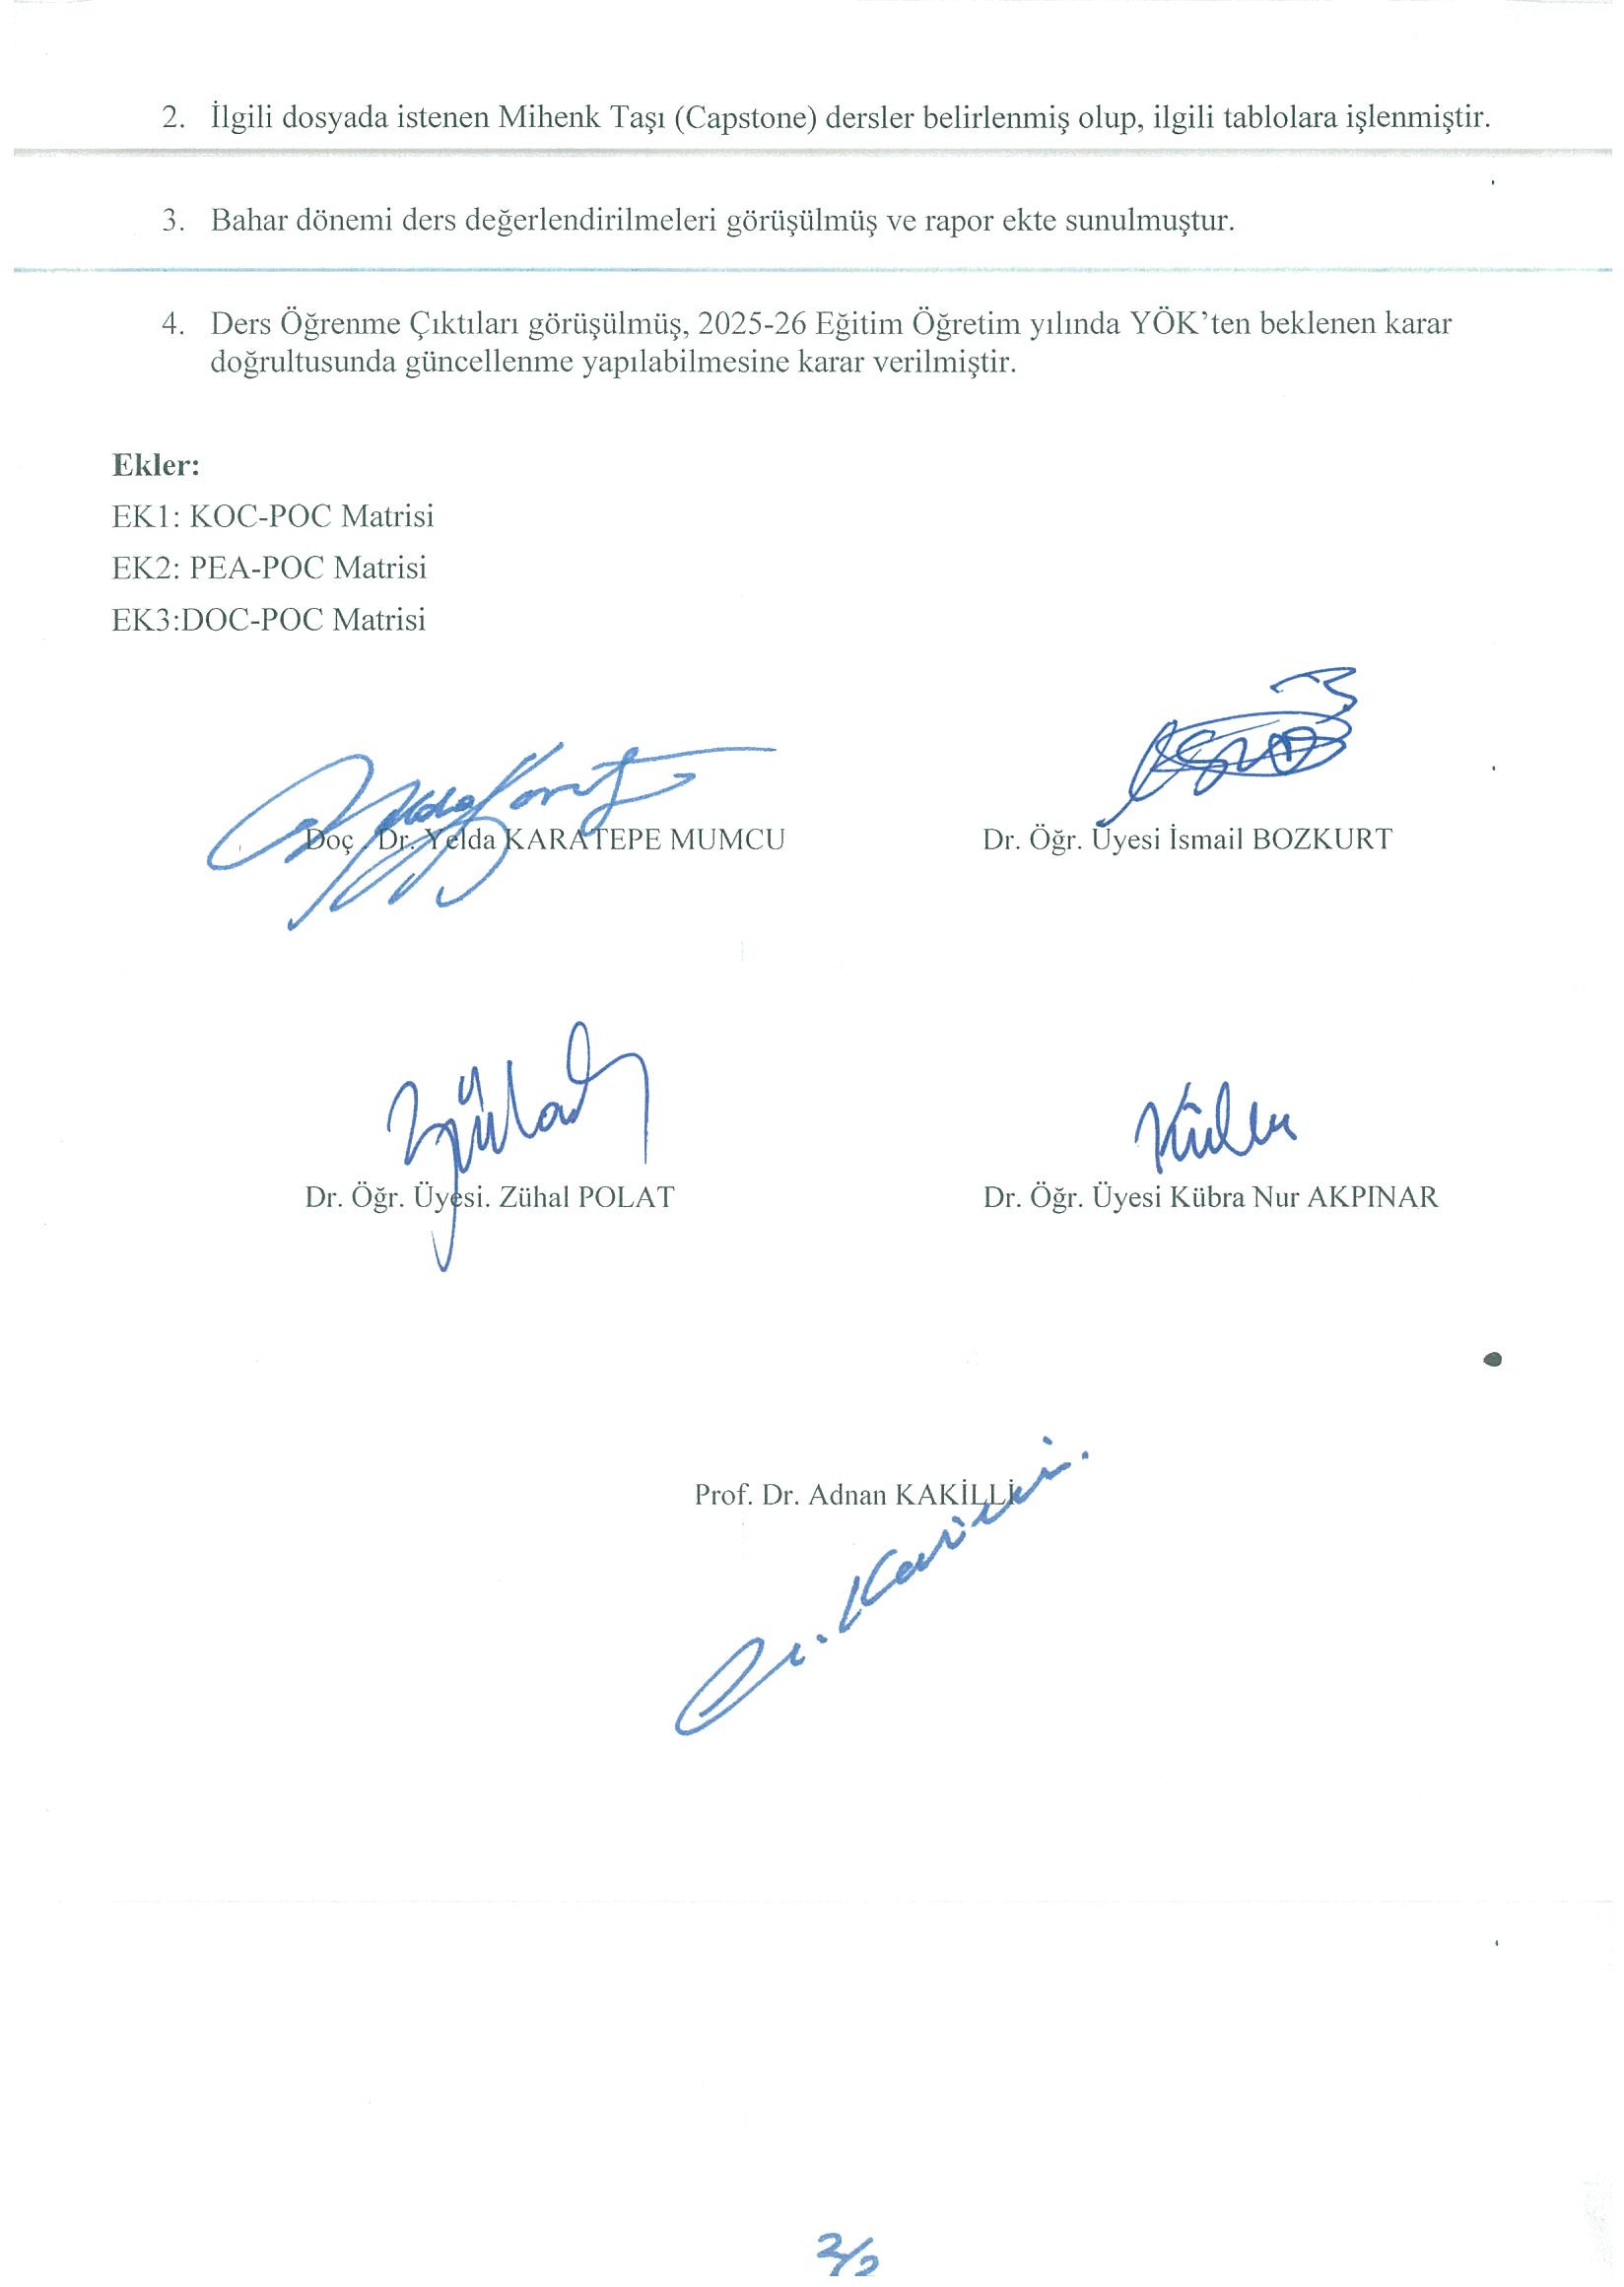 2. İlgili dosyada istenen Mihenk Taşı (Capstone) dersler belirlenmiş olup, ilgili tablolara işlenmiştir.
3. Bahar dönemi ders değerlendirilmeleri görüşülmüş ve rapor ekte sunulmuştur.
4. Ders Öğrenme Çıktıları görüşülmüş, 2025-26 Eğitim Öğretim yılında YÖK’ten beklenen karar
doğrultusunda güncellenme yapılabilmesine karar verilmiştir.
Ekler:
EK1: KOC-POC Matrisi
EK2: PEA-POC Matrisi
EK3:DOC-POC Matrisi
Doç . Dr. Yelda KARATEPE MUMCU
Dr. Öğr. Üyesi İsmail BOZKURT
Dr. Öğr. Üyesi. Zühal POLAT
Dr. Öğr. Üyesi Kübra Nur AKPINAR
Prof. Dr. Adnan KAKİLLİ
2/2